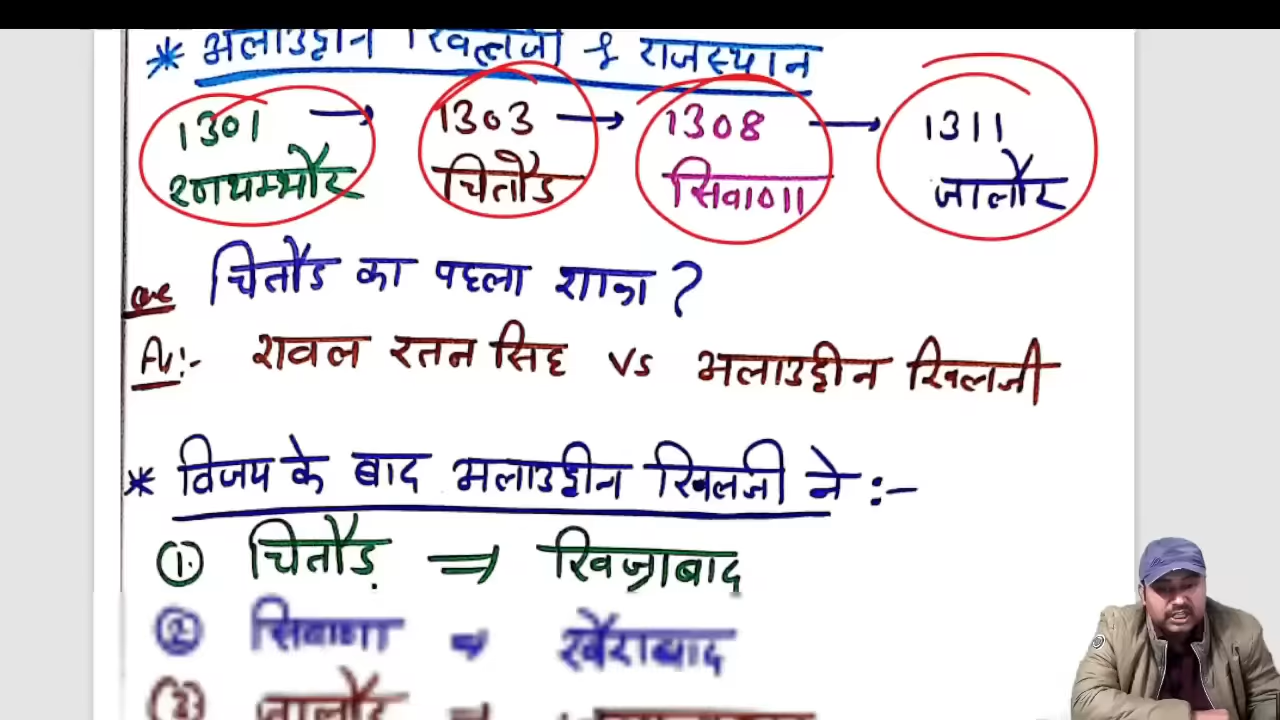 * अलाउद्दीन खिलजी & राजस्थान
1301 → 1303 → 1308 → 1311
रणथम्भौर चितौड सिवाणा जालौर
Que चितौड का पहला शाका ?
A:- रावल रतन सिंह vs अलाउद्दीन खिलजी
* विजय के बाद अलाउद्दीन खिलजी ने :-
① चितौड़ ⇒ खिज्राबाद
② सिवाणा ⇒ खैराबाद
③ जालौर ⇒